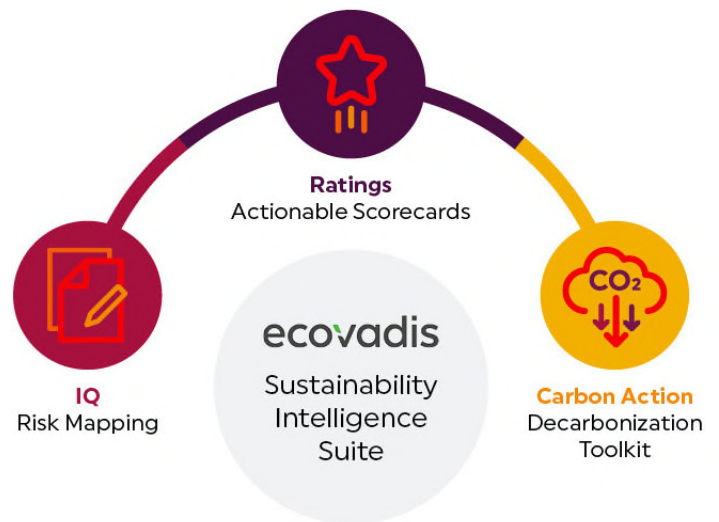 Ratings
Actionable Scorecards
CO₂
ecovadis
IQ
Risk Mapping
Sustainability
Intelligence
Suite
Carbon Action
Decarbonization
Toolkit